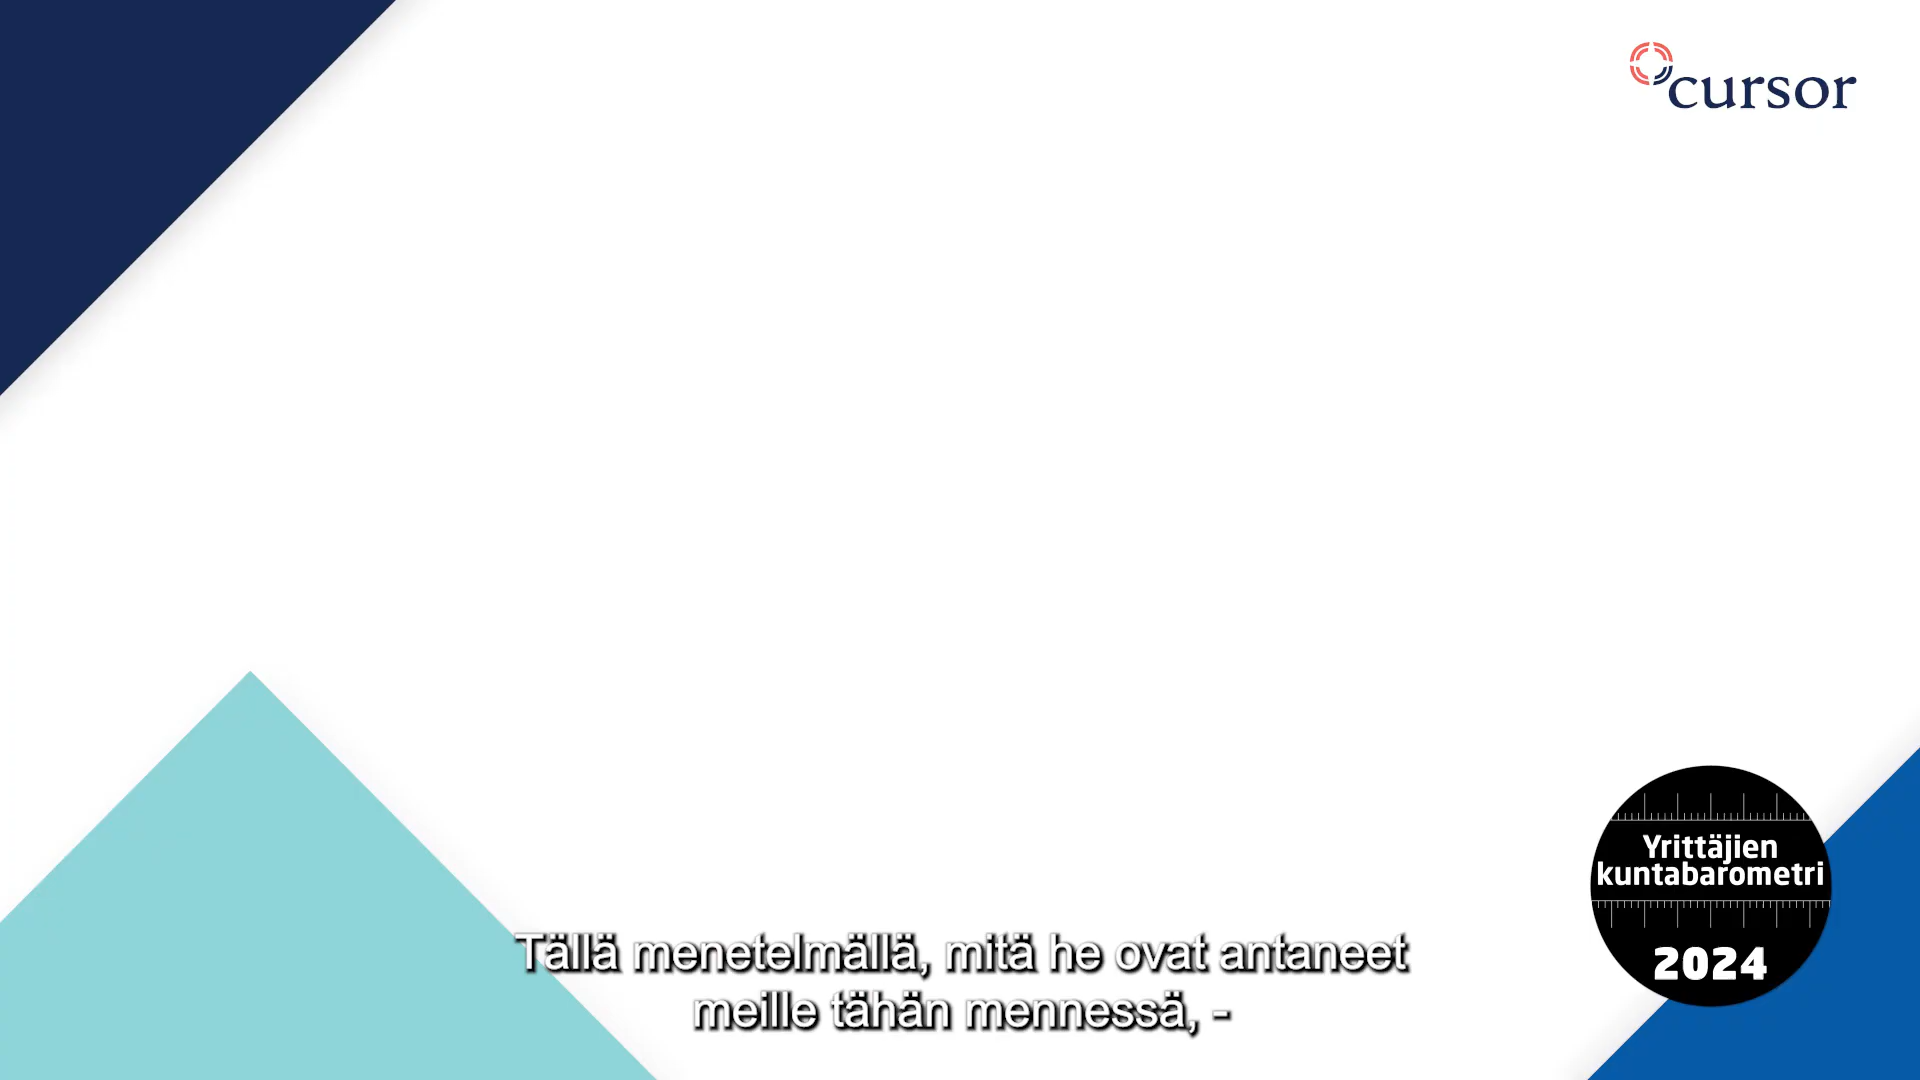 cursor
Yrittäjien
kuntabarometri
2024
Tällä menetelmällä, mitä he ovat antaneet
meille tähän mennessä, -